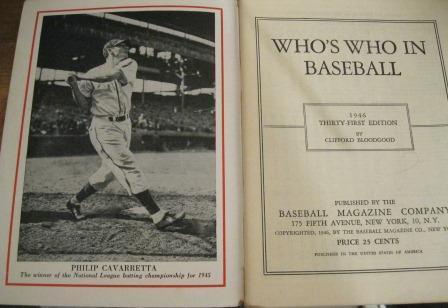 PHILIP CAVARRETTA
The winner of the National League batting championship for 1945
WHO'S WHO IN
BASEBALL
1946
THIRTY-FIRST EDITION
BY
CLIFFORD BLOODGOOD
PUBLISHED BY THE
BASEBALL MAGAZINE COMPANY
175 FIFTH AVENUE, NEW YORK, 10, N.Y.
COPYRIGHTED, 1946, BY THE BASEBALL MAGAZINE CO., NEW YO
PRICE 25 CENTS
PUBLISHED IN THE UNITED STATES OF AMERICA